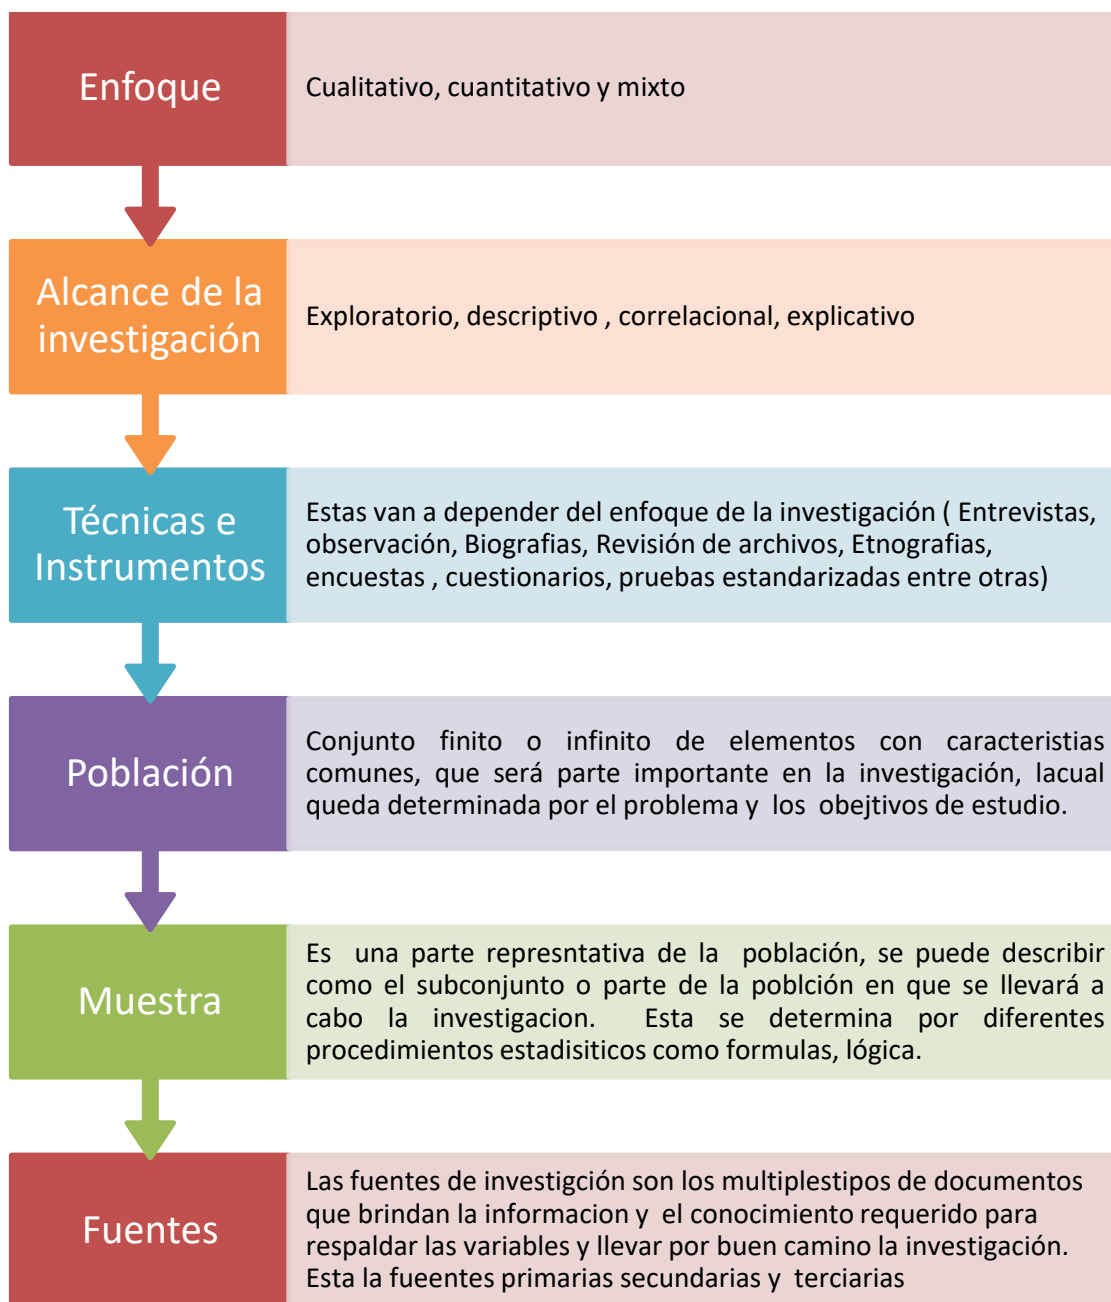 Enfoque
Cualitativo, cuantitativo y mixto
Alcance de la
investigación
Exploratorio, descriptivo , correlacional, explicativo
Técnicas e
Instrumentos
Estas van a depender del enfoque de la investigación ( Entrevistas,
observación, Biografias, Revisión de archivos, Etnografias,
encuestas , cuestionarios, pruebas estandarizadas entre otras)
Población
Conjunto finito o infinito de elementos con caracteristias
comunes, que será parte importante en la investigación, lacual
queda determinada por el problema y los obejtivos de estudio.
Muestra
Es una parte represntativa de la población, se puede describir
como el subconjunto o parte de la poblción en que se llevará a
cabo la investigacion. Esta se determina por diferentes
procedimientos estadisiticos como formulas, lógica.
Fuentes
Las fuentes de investigción son los multiplestipos de documentos
que brindan la informacion y el conocimiento requerido para
respaldar las variables y llevar por buen camino la investigación.
Esta la fueentes primarias secundarias y terciarias